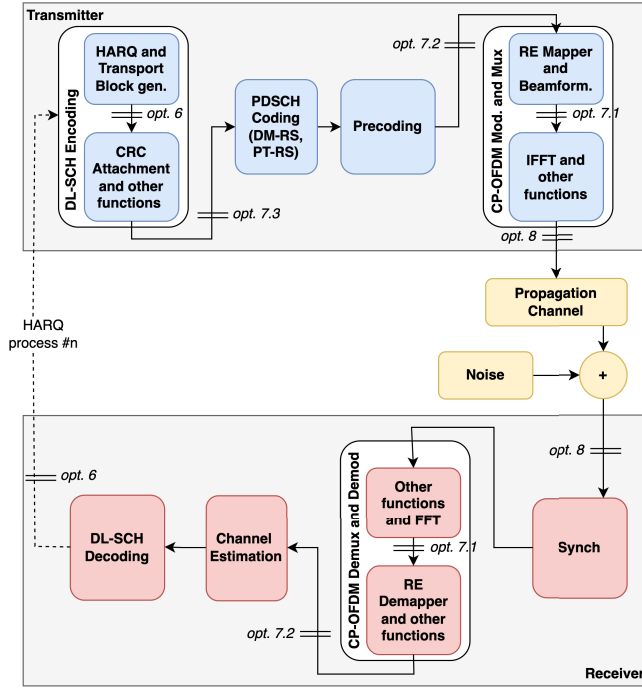 Transmitter
DL-SCH Encoding
HARQ and
Transport
Block gen.
opt. 6
CRC
Attachment
and other
functions
opt. 7.3
PDSCH
Coding
(DM-RS,
PT-RS)
Precoding
opt. 7.2
CP-OFDM Mod. and Mux
RE Mapper
and
Beamform.
opt. 7.1
IFFT and
other
functions
opt. 8
Propagation
Channel
Noise
+
HARQ
process #n
opt. 8
Synch
CP-OFDM Demux and Demod
Other
functions
and FFT
opt. 7.1
RE
Demapper
and other
functions
opt. 7.2
Channel
Estimation
DL-SCH
Decoding
opt. 6
Receiver